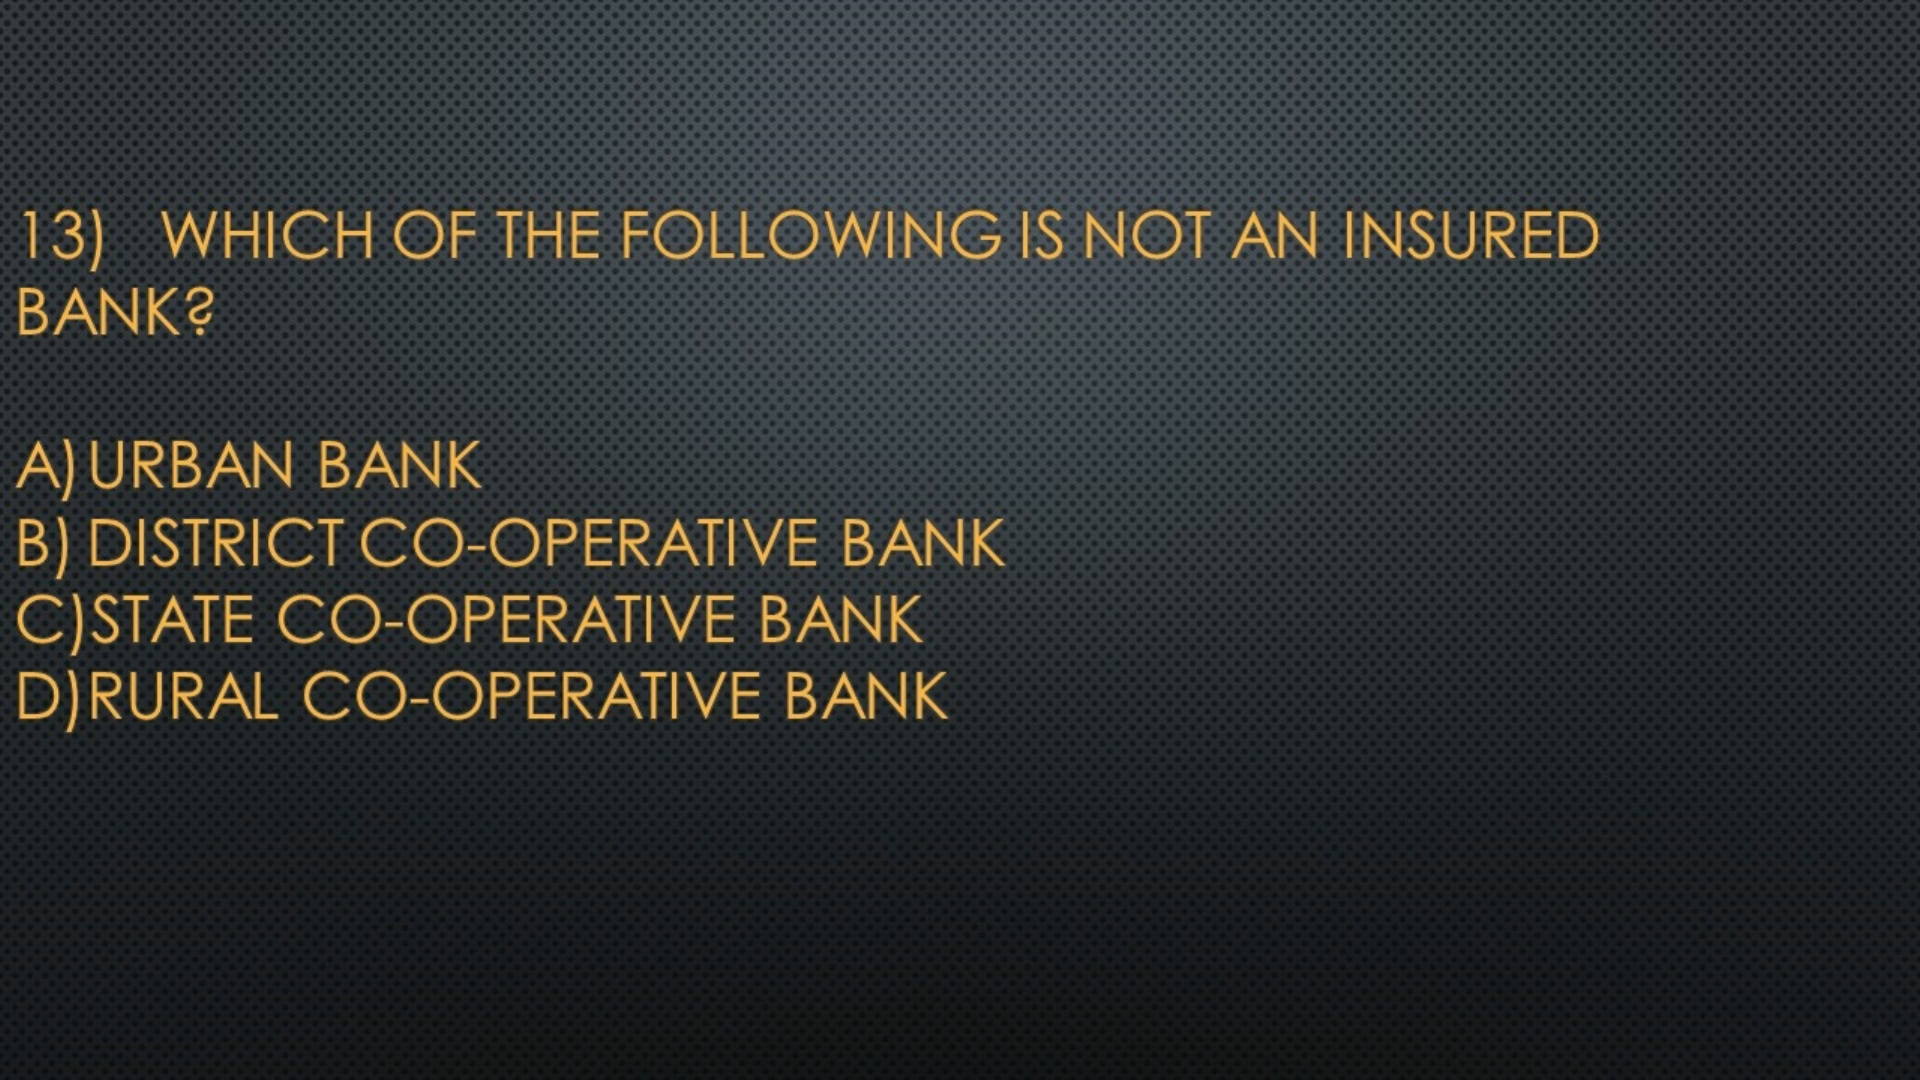 13) WHICH OF THE FOLLOWING IS NOT AN INSURED
BANK?
A) URBAN BANK
B) DISTRICT CO-OPERATIVE BANK
C)STATE CO-OPERATIVE BANK
D)RURAL CO-OPERATIVE BANK